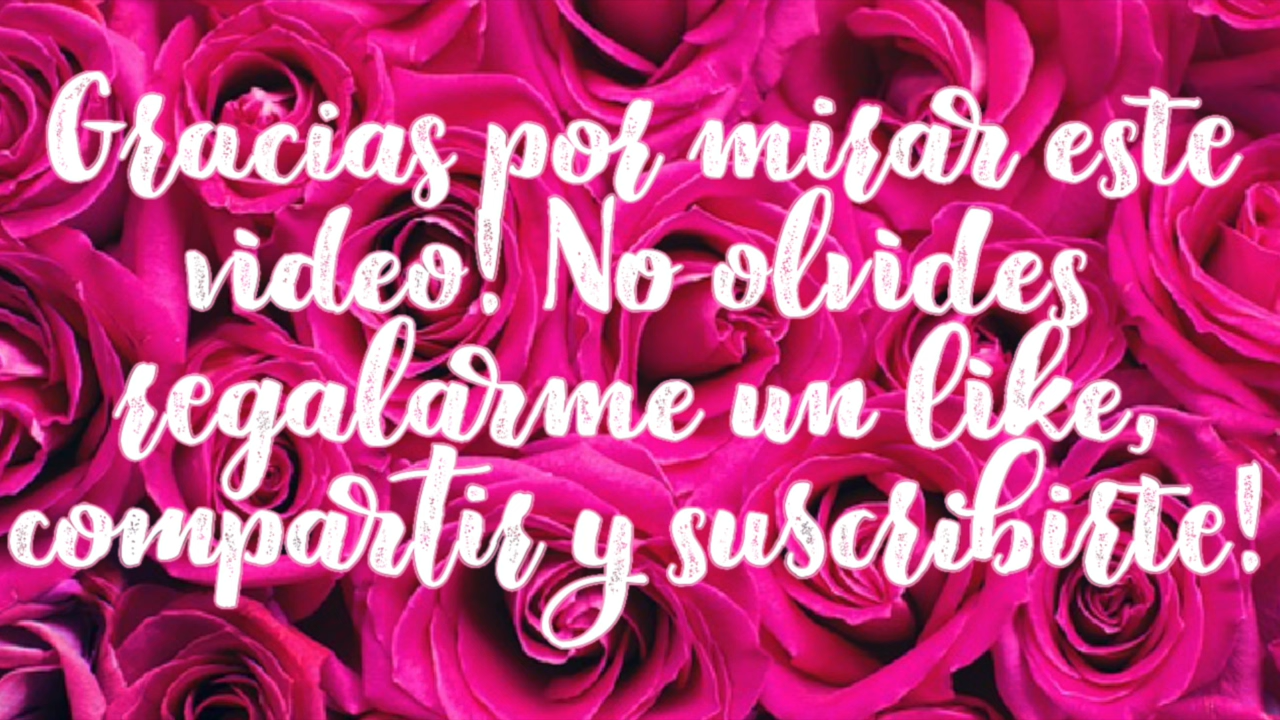 Gracias por mirar este
video! No olvides
regalarme un like,
compartir y suscribirte!